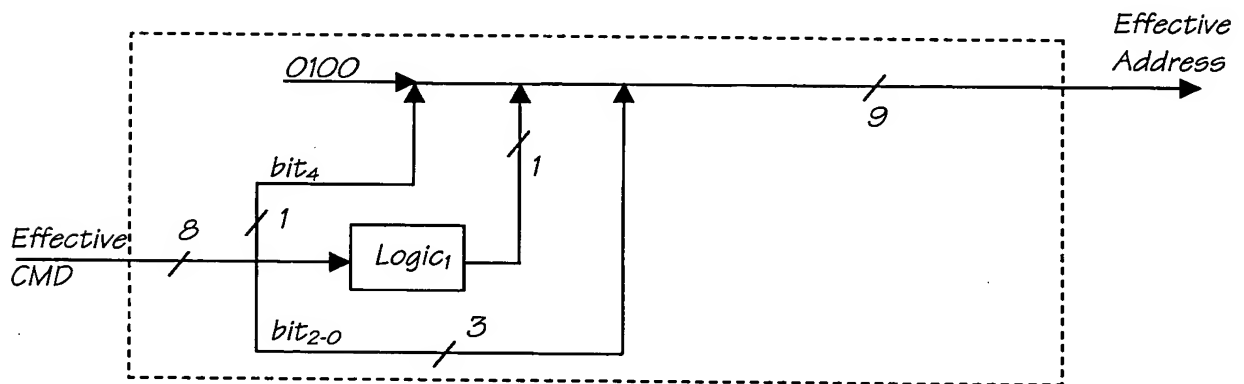 Effective
Address
0100
9
1
bit₄
1
8
Effective
CMD
Logic₁
bit₂₋₀
3